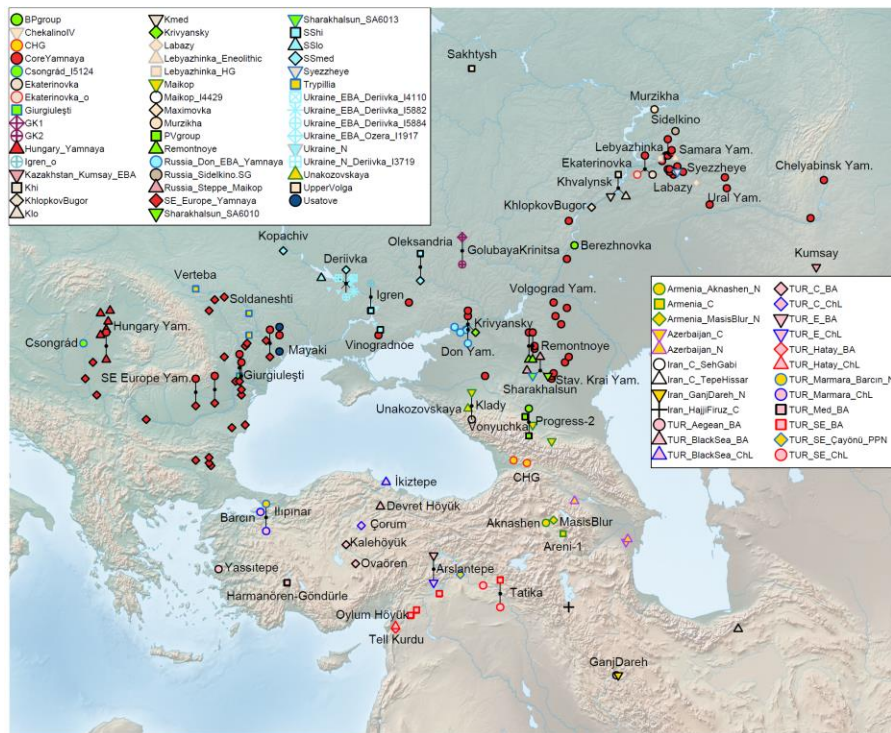 BPgroup
ChekalinoIV
CHG
CoreYamnaya
Csongrád_I5124
Ekaterinovka
Ekaterinovka_o
Giurgiuleşti
GK1
GK2
Hungary_Yamnaya
Igren_o
Kazakhstan_Kumsay_EBA
Khi
KhlopkovBugor
Klo
Kmed
Krivyansky
Labazy
Lebyazhinka_Eneolithic
Lebyazhinka_HG
Maikop
Maikop_I4429
Maximovka
Murzikha
PVgroup
Remontnoye
Russia_Don_EBA_Yamnaya
Russia_Sidelkino.SG
Russia_Steppe_Maikop
SE_Europe_Yamnaya
Sharakhalsun_SA6010
Sharakhalsun_SA6013
SShi
SSlo
SSmed
Syezzheye
Trypillia
Ukraine_EBA_Deriivka_I4110
Ukraine_EBA_Deriivka_I5882
Ukraine_EBA_Deriivka_I5884
Ukraine_EBA_Ozera_I1917
Ukraine_N
Ukraine_N_Deriivka_I3719
Unakozovskaya
UpperVolga
Usatove
Sakhtysh
Murzikha
Sidelkino
Lebyazhinka
Samara Yam.
Ekaterinovka
Syezzheye
Chelyabinsk Yam.
Khvalynsk
Labazy
Ural Yam.
KhlopkovBugor
Kopachiv
Oleksandria
GolubayaKrinitsa
Berezhnovka
Kumsay
Deriivka
Verteba
Soldaneshti
Igren
Volgograd Yam.
Hungary Yam.
Krivyansky
Csongrád
Mayaki
Vinogradnoe
Don Yam.
Remontnoye
SE Europe Yam.
Giurgiuleşti
Sharakhalsun
Stav. Krai Yam.
Unakozovskaya
Klady
Vonyuchka
Progress-2
CHG
İkiztepe
Devret Höyük
Barcın
Ilıpınar
Çorum
Aknashen
MasisBlur
Kalehöyük
Areni-1
Yassıtepe
Ovaören
Arslantepe
Harmanören-Göndürle
Tatika
Oylum Höyük
Tell Kurdu
GanjDareh
Armenia_Aknashen_N
Armenia_C
Armenia_MasisBlur_N
Azerbaijan_C
Azerbaijan_N
Iran_C_SehGabi
Iran_C_TepeHissar
Iran_GanjDareh_N
Iran_HajjiFiruz_C
TUR_Aegean_BA
TUR_BlackSea_BA
TUR_BlackSea_ChL
TUR_C_BA
TUR_C_ChL
TUR_E_BA
TUR_E_ChL
TUR_Hatay_BA
TUR_Hatay_ChL
TUR_Marmara_Barcın_N
TUR_Marmara_ChL
TUR_Med_BA
TUR_SE_BA
TUR_SE_Çayönü_PPN
TUR_SE_ChL